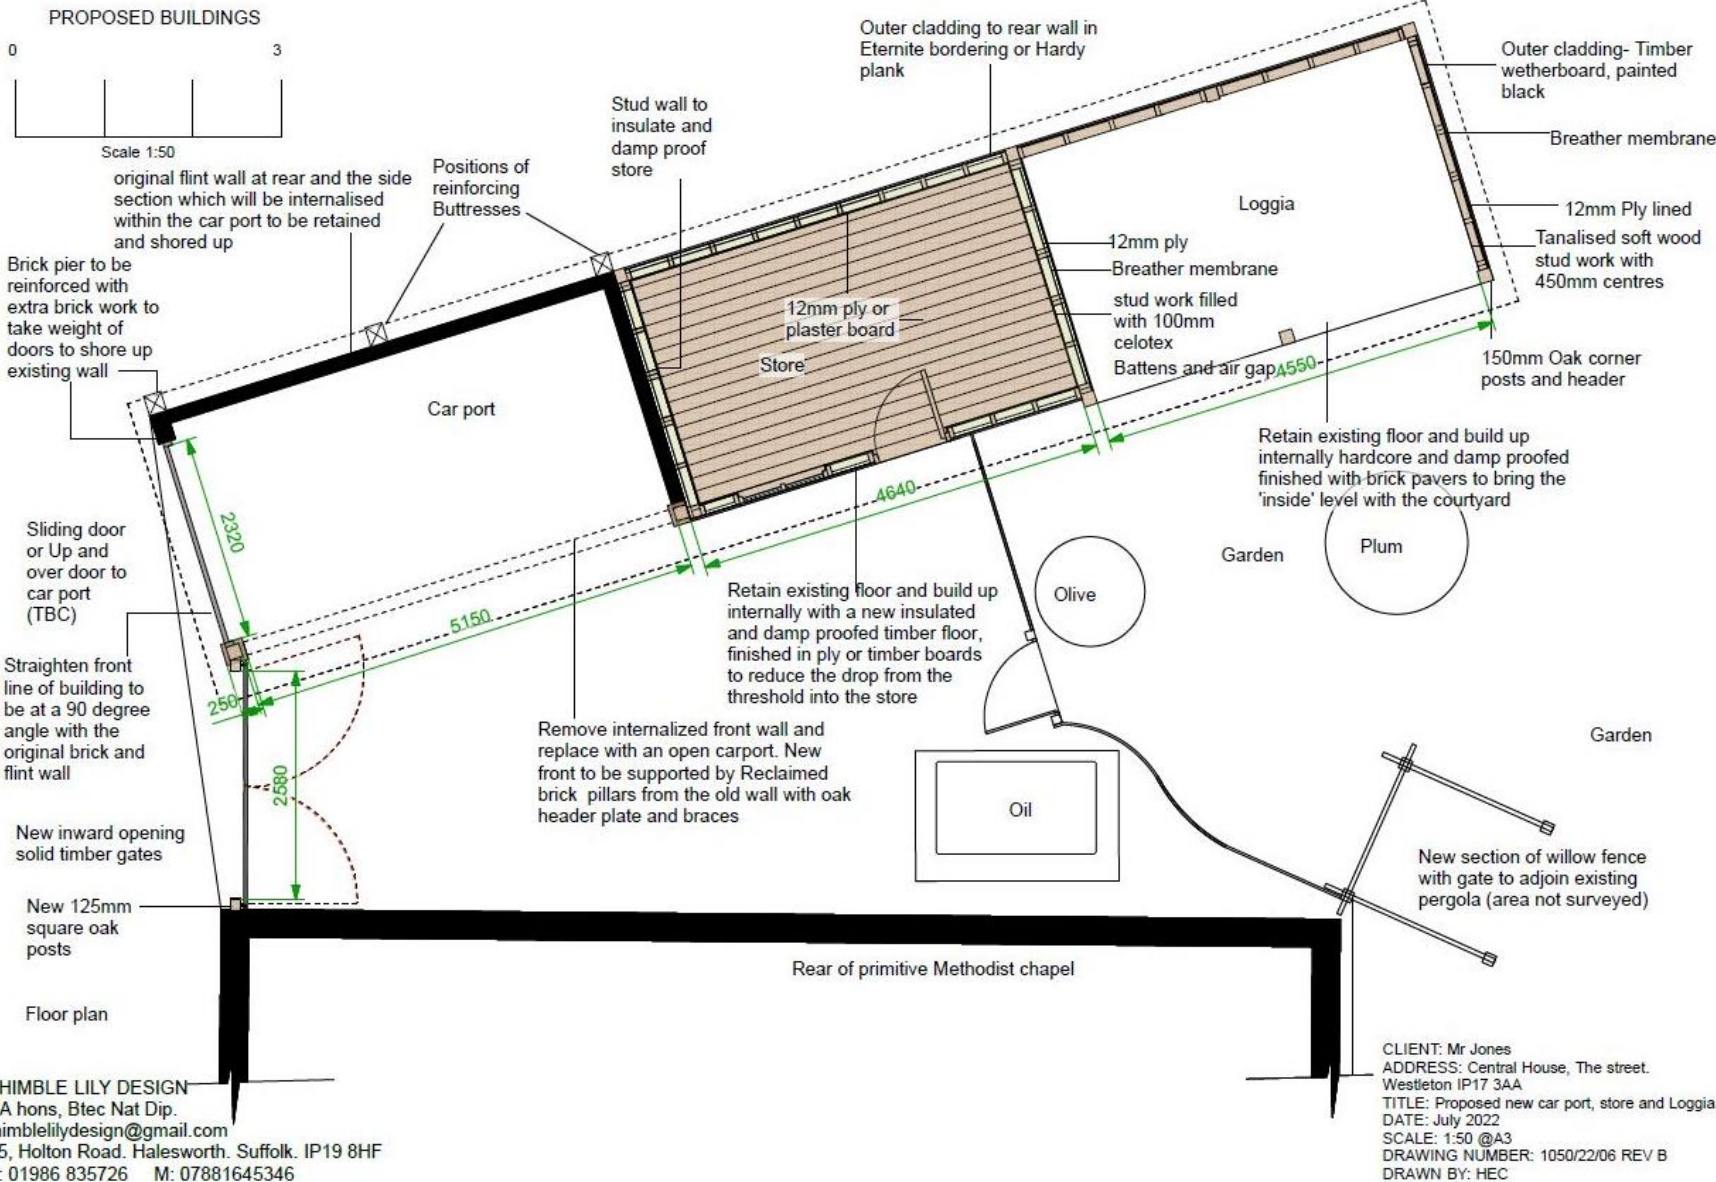 PROPOSED BUILDINGS
0
3
Scale 1:50
original flint wall at rear and the side
section which will be internalised
within the car port to be retained
and shored up
Positions of
reinforcing
Buttresses
Stud wall to
insulate and
damp proof
store
Outer cladding to rear wall in
Eternite bordering or Hardy
plank
Outer cladding- Timber
wetherboard, painted
black
Breather membrane
12mm Ply lined
Tanalised soft wood
stud work with
450mm centres
150mm Oak corner
posts and header
Loggia
12mm ply
Breather membrane
stud work filled
with 100mm
celotex
Battens and air gap
4550
12mm ply or
plaster board
Store
Brick pier to be
reinforced with
extra brick work to
take weight of
doors to shore up
existing wall
Car port
2320
4640
5150
250
2580
Sliding door
or Up and
over door to
car port
(TBC)
Straighten front
line of building to
be at a 90 degree
angle with the
original brick and
flint wall
New inward opening
solid timber gates
New 125mm
square oak
posts
Floor plan
Retain existing floor and build up
internally with a new insulated
and damp proofed timber floor,
finished in ply or timber boards
to reduce the drop from the
threshold into the store
Remove internalized front wall and
replace with an open carport. New
front to be supported by Reclaimed
brick pillars from the old wall with oak
header plate and braces
Retain existing floor and build up
internally hardcore and damp proofed
finished with brick pavers to bring the
'inside' level with the courtyard
Garden
Plum
Olive
Oil
Garden
New section of willow fence
with gate to adjoin existing
pergola (area not surveyed)
Rear of primitive Methodist chapel
HIMBLE LILY DESIGN
A hons, Btec Nat Dip.
himblelilydesign@gmail.com
5, Holton Road. Halesworth. Suffolk. IP19 8HF
: 01986 835726 M: 07881645346
CLIENT: Mr Jones
ADDRESS: Central House, The street.
Westleton IP17 3AA
TITLE: Proposed new car port, store and Loggia
DATE: July 2022
SCALE: 1:50 @A3
DRAWING NUMBER: 1050/22/06 REV B
DRAWN BY: HEC